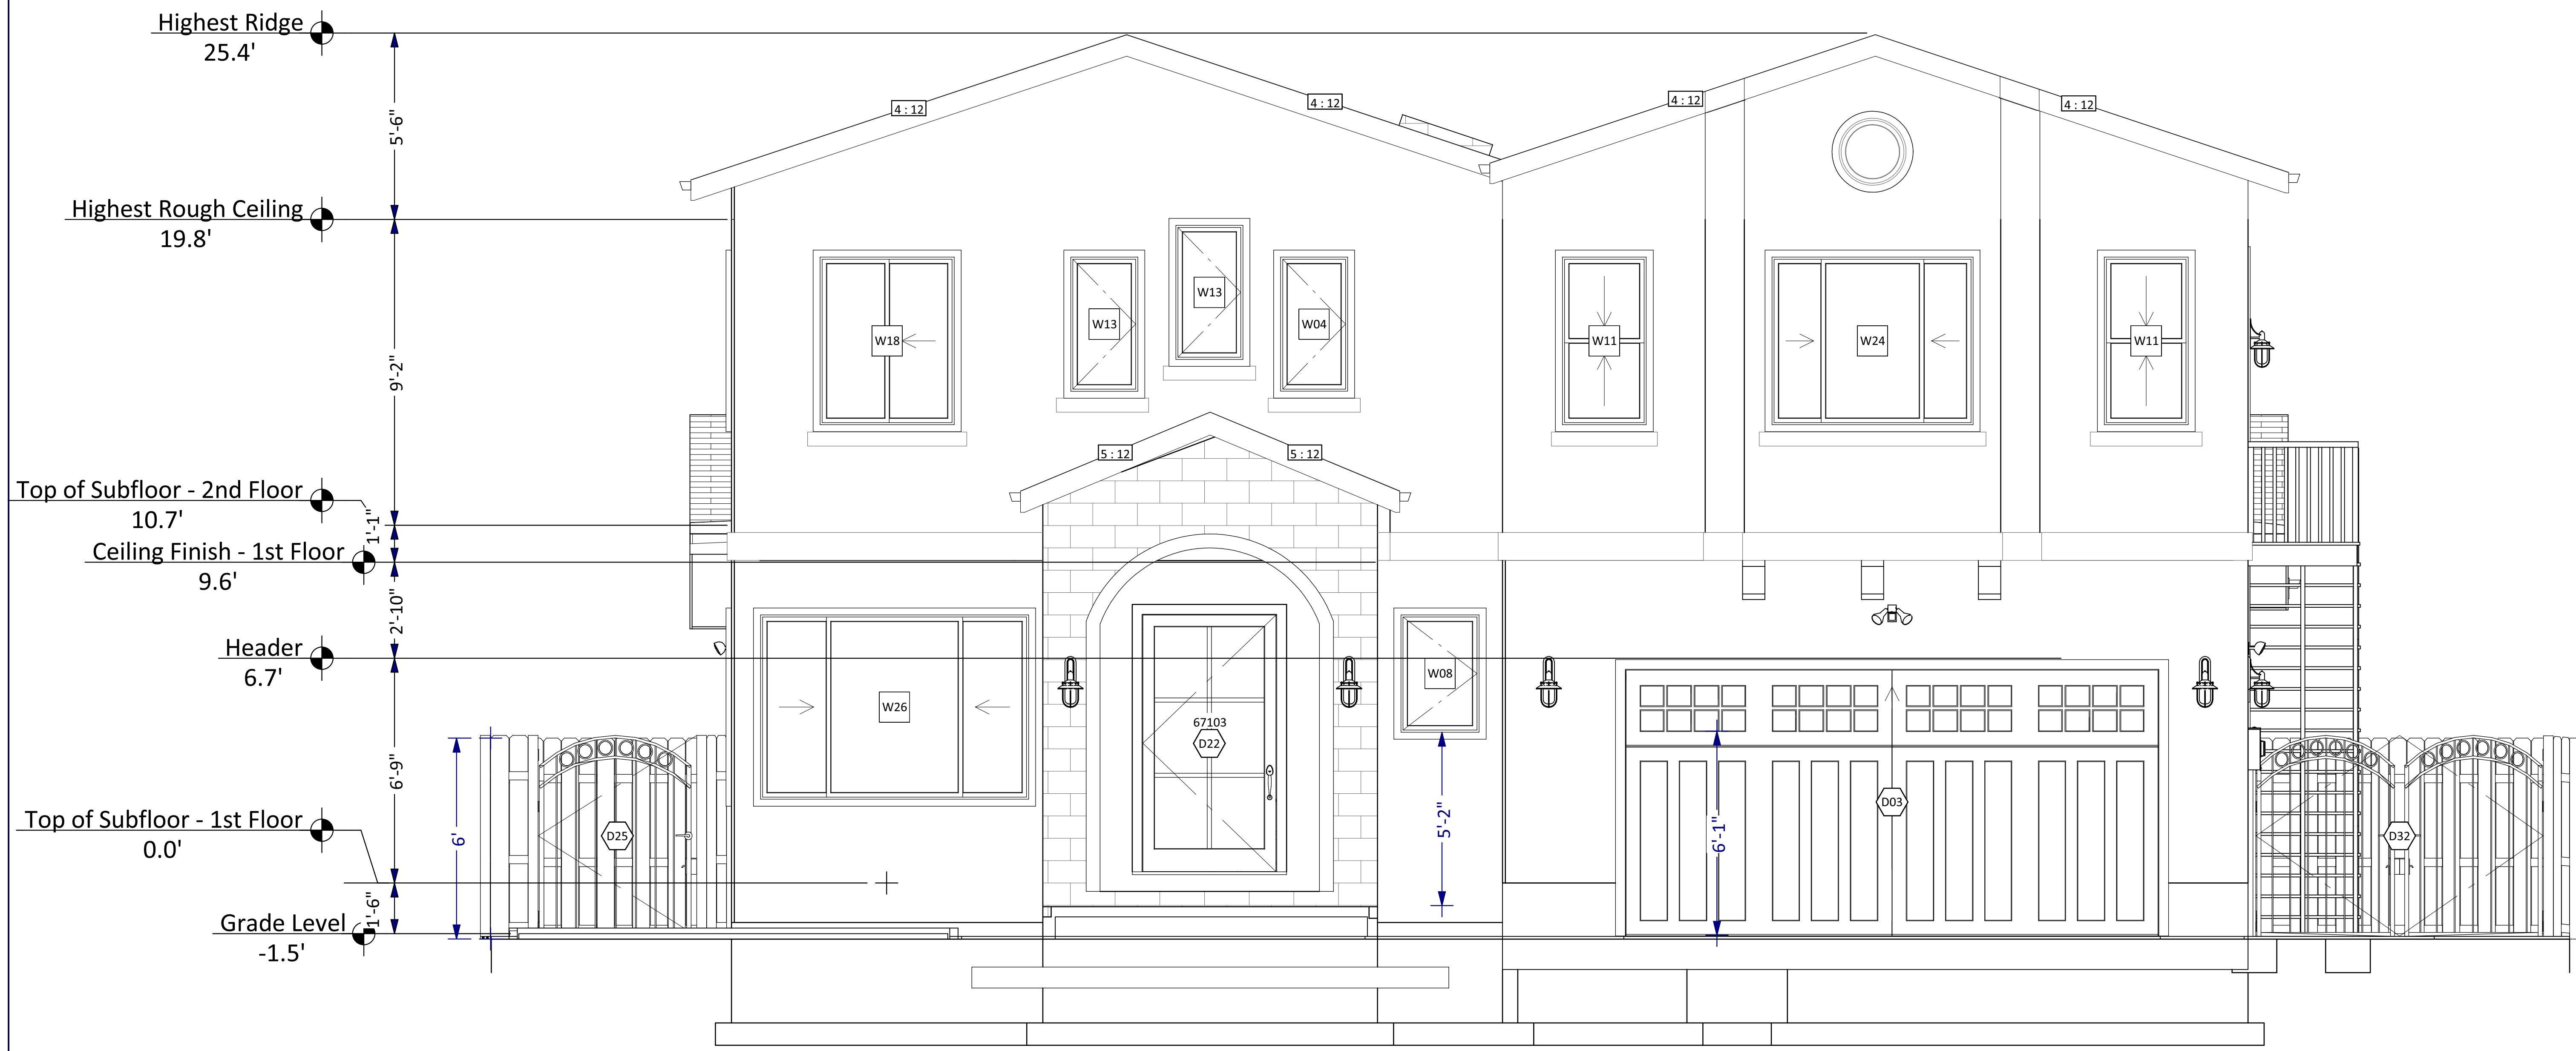 Highest Ridge
25.4'
5'-6"
4 : 12
4 : 12
4 : 12
4 : 12
Highest Rough Ceiling
19.8'
9'-2"
W18
W13
W13
W04
W11
W24
W11
5 : 12
5 : 12
Top of Subfloor - 2nd Floor
10.7'
1'-1"
Ceiling Finish - 1st Floor
9.6'
2'-10"
Header
6.7'
6'-9"
W26
W08
67103
D22
D03
5'-2"
6'-1"
Top of Subfloor - 1st Floor
0.0'
6'
D25
D32
1'-6"
Grade Level
-1.5'